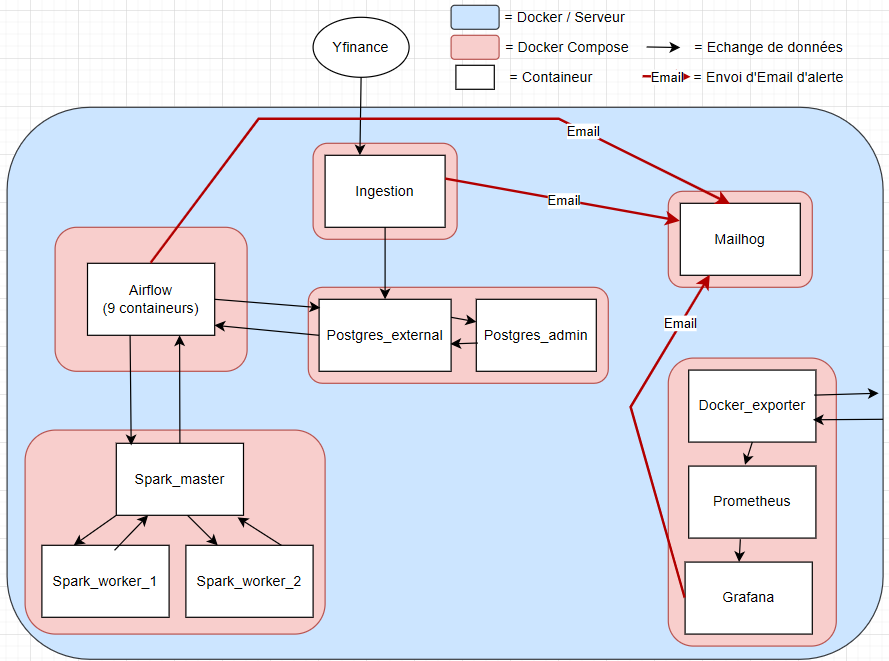 = Docker / Serveur
Yfinance
= Docker Compose
= Echange de données
= Containeur
Email
= Envoi d'Email d'alerte
Email
Ingestion
Email
Mailhog
Airflow
(9 containeurs)
Postgres_external
Postgres_admin
Email
Docker_exporter
Spark_master
Prometheus
Spark_worker_1
Spark_worker_2
Grafana